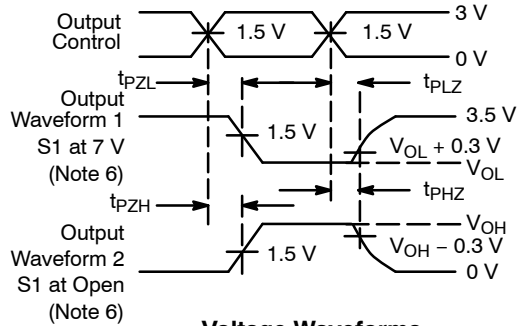 Output
Control
1.5 V
1.5 V
3 V
0 V
tPZL
tPLZ
Output
Waveform 1
S1 at 7 V
(Note 6)
1.5 V
3.5 V
VOL + 0.3 V
VOL
tPZH
tPHZ
Output
Waveform 2
S1 at Open
(Note 6)
1.5 V
VOH
VOH − 0.3 V
0 V
Voltage Waveforms